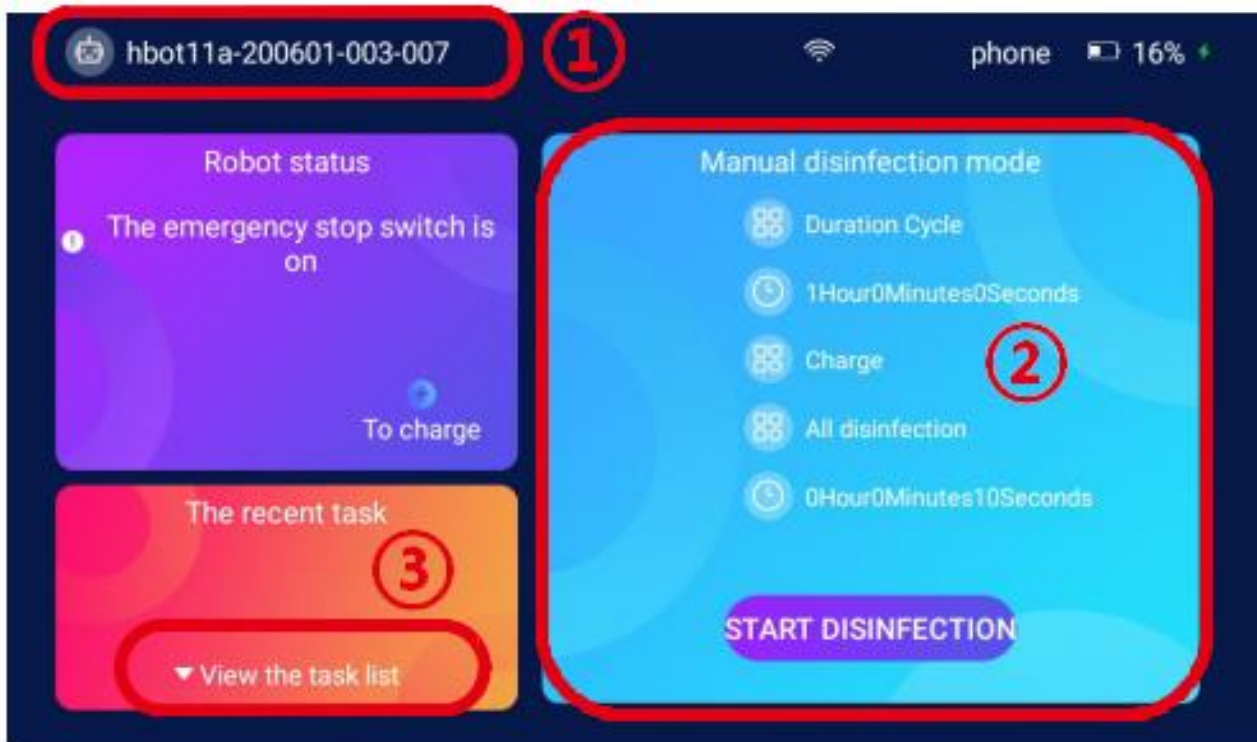 hbot11a-200601-003-007
①
phone
16%
Robot status
The emergency stop switch is
on
To charge
The recent task
③
View the task list
Manual disinfection mode
Duration Cycle
1Hour0Minutes0Seconds
Charge
②
All disinfection
0Hour0Minutes10Seconds
START DISINFECTION